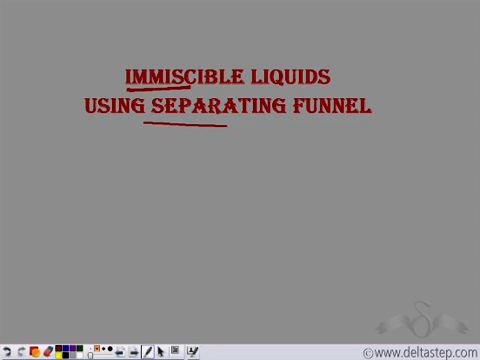 IMMISCIBLE LIQUIDS
USING SEPARATING FUNNEL
©www.deltastep.com